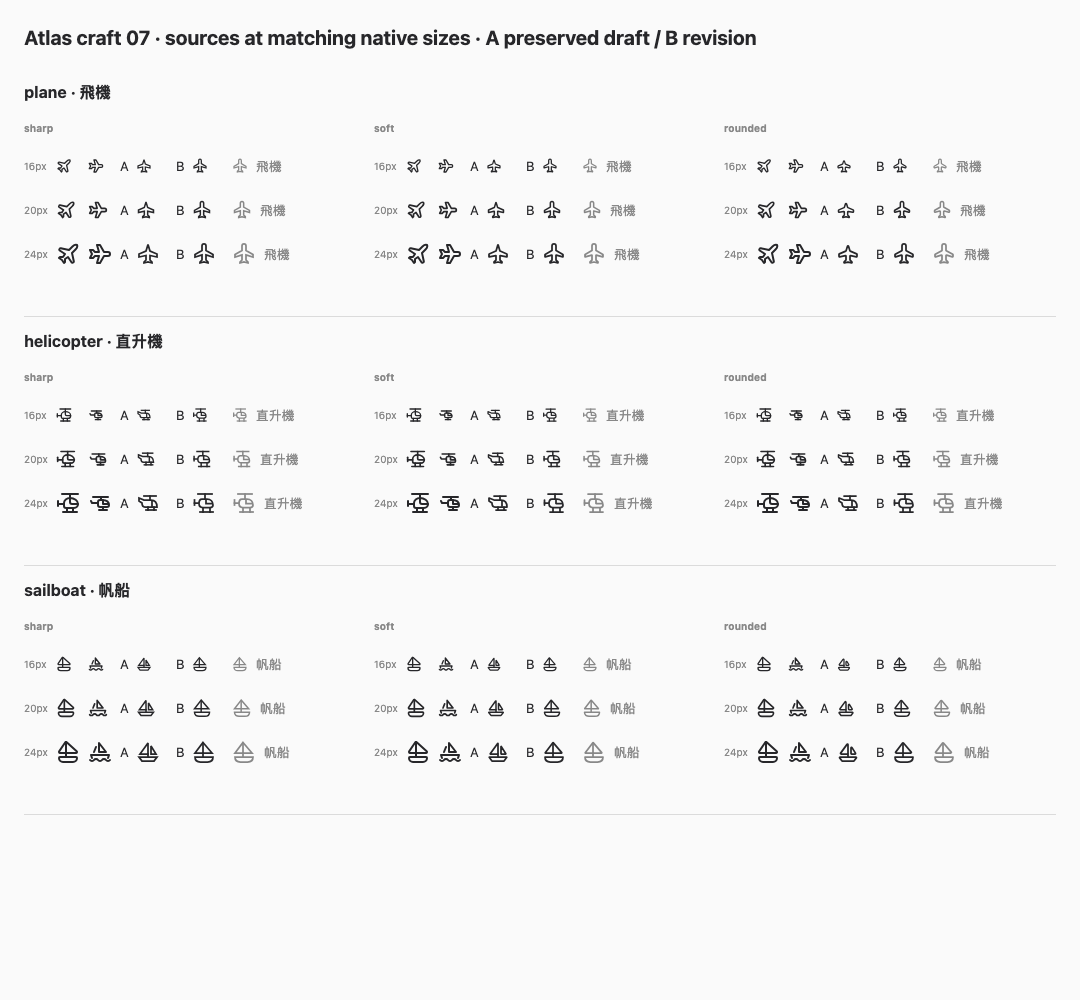 Atlas craft 07 · sources at matching native sizes · A preserved draft / B revision
plane · 飛機
sharp soft rounded
16px A B 飛機 16px A B 飛機 16px A B 飛機
20px A B 飛機 20px A B 飛機 20px A B 飛機
24px A B 飛機 24px A B 飛機 24px A B 飛機
helicopter · 直升機
sharp soft rounded
16px A B 直升機 16px A B 直升機 16px A B 直升機
20px A B 直升機 20px A B 直升機 20px A B 直升機
24px A B 直升機 24px A B 直升機 24px A B 直升機
sailboat · 帆船
sharp soft rounded
16px A B 帆船 16px A B 帆船 16px A B 帆船
20px A B 帆船 20px A B 帆船 20px A B 帆船
24px A B 帆船 24px A B 帆船 24px A B 帆船